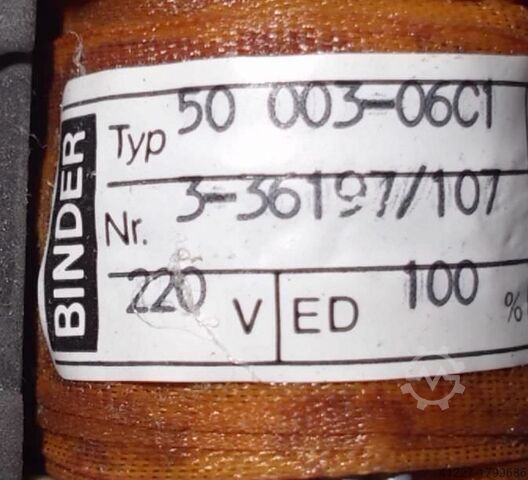 BINDER
Typ 50 003-06C1
Nr. 3-36197/107
220 V ED 100 %